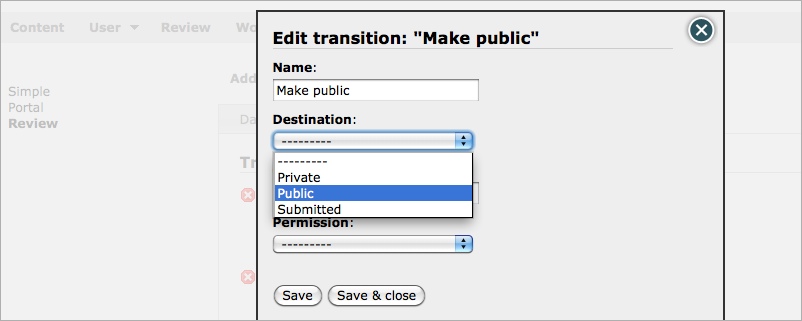 Content User Review Wo
Edit transition: "Make public"
Name:
Make public
Add
Simple
Portal
Review
Da
Destination:
---------
---------
Private
Public
Submitted
Tr
Permission:
---------
Save Save & close